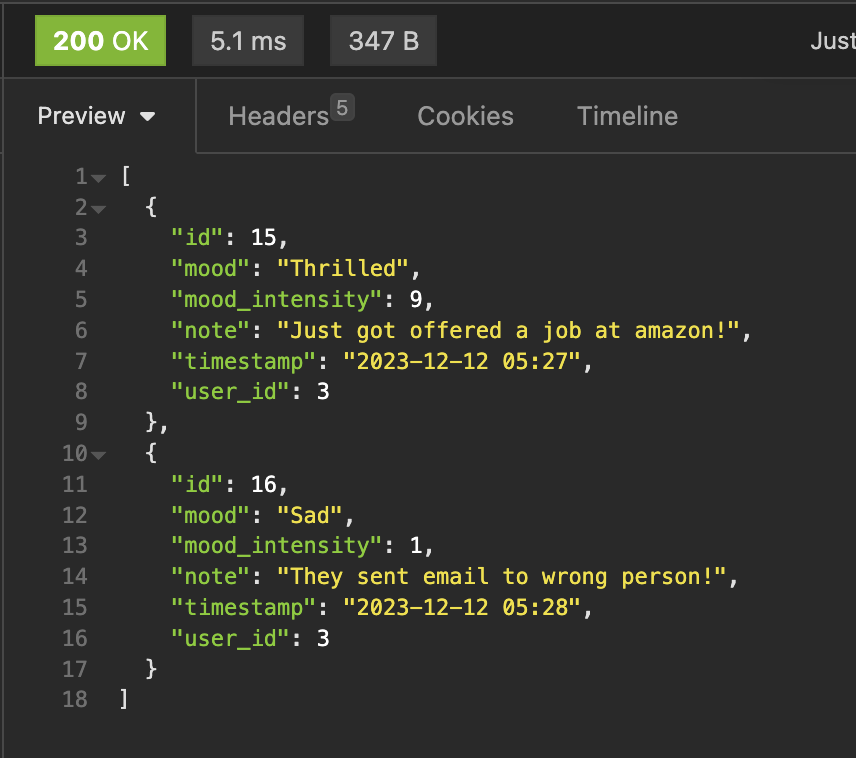 200 OK 5.1 ms 347 B Just
Preview Headers 5 Cookies Timeline
1 [
2 {
3 "id": 15,
4 "mood": "Thrilled",
5 "mood_intensity": 9,
6 "note": "Just got offered a job at amazon!",
7 "timestamp": "2023-12-12 05:27",
8 "user_id": 3
9 },
10 {
11 "id": 16,
12 "mood": "Sad",
13 "mood_intensity": 1,
14 "note": "They sent email to wrong person!",
15 "timestamp": "2023-12-12 05:28",
16 "user_id": 3
17 }
18 ]